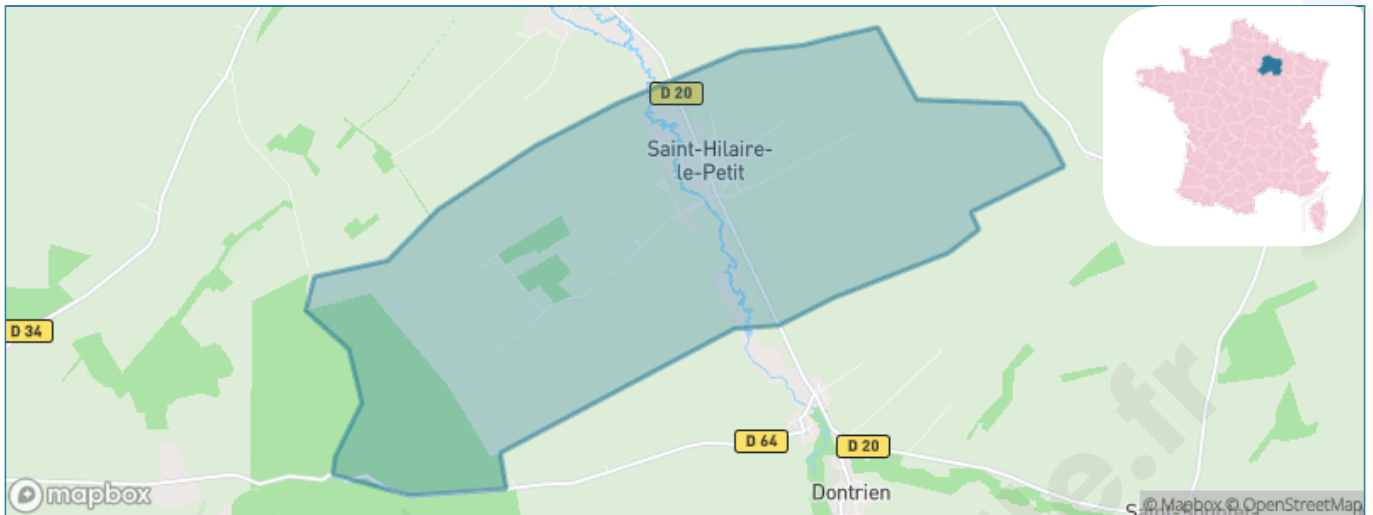 D 20
Saint-Hilaire-
le-Petit
D 34
D 64
D 20
Dontrien
mapbox
© Mapbox © OpenStreetMap